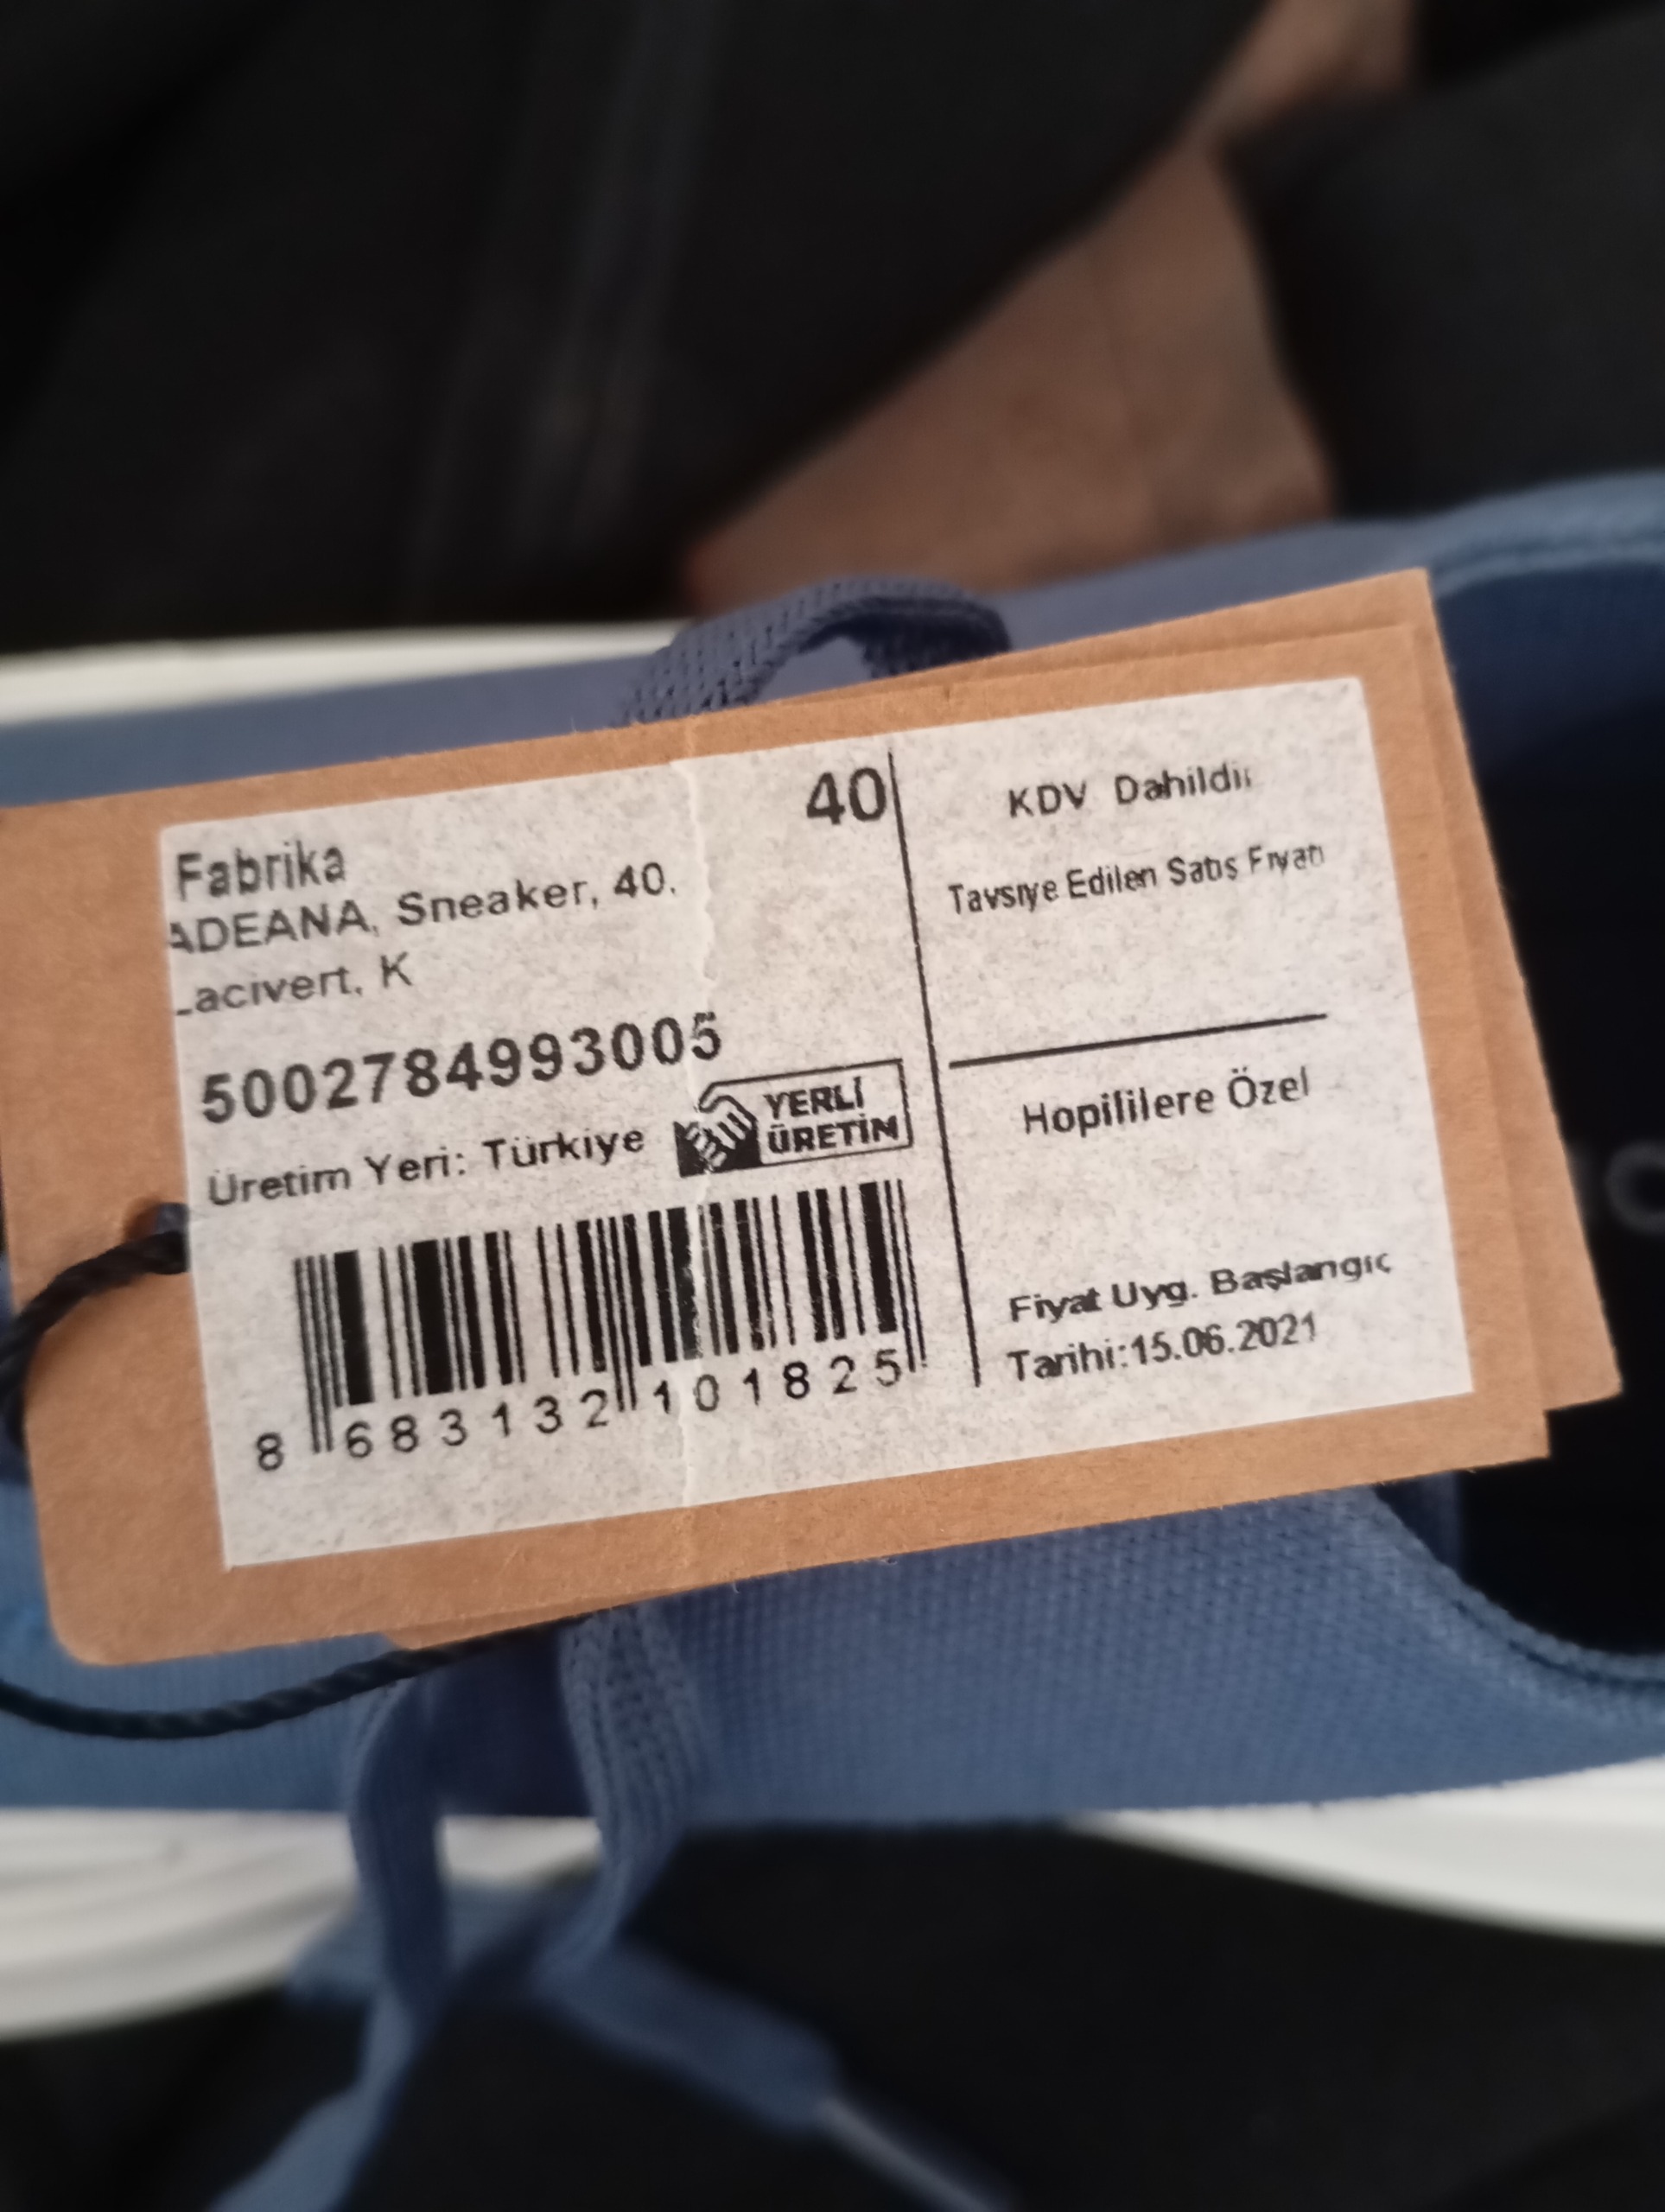 40
Fabrika
ADEANA, Sneaker, 40,
Lacivert, K
5002784993005
Üretim Yeri: Türkiye
YERLİ
ÜRETİM
8 683132 101825
KDV Dahildir
Tavsiye Edilen Satış Fiyatı
Hopililere Özel
Fiyat Uyg. Başlangıç
Tarihi:15.06.2021